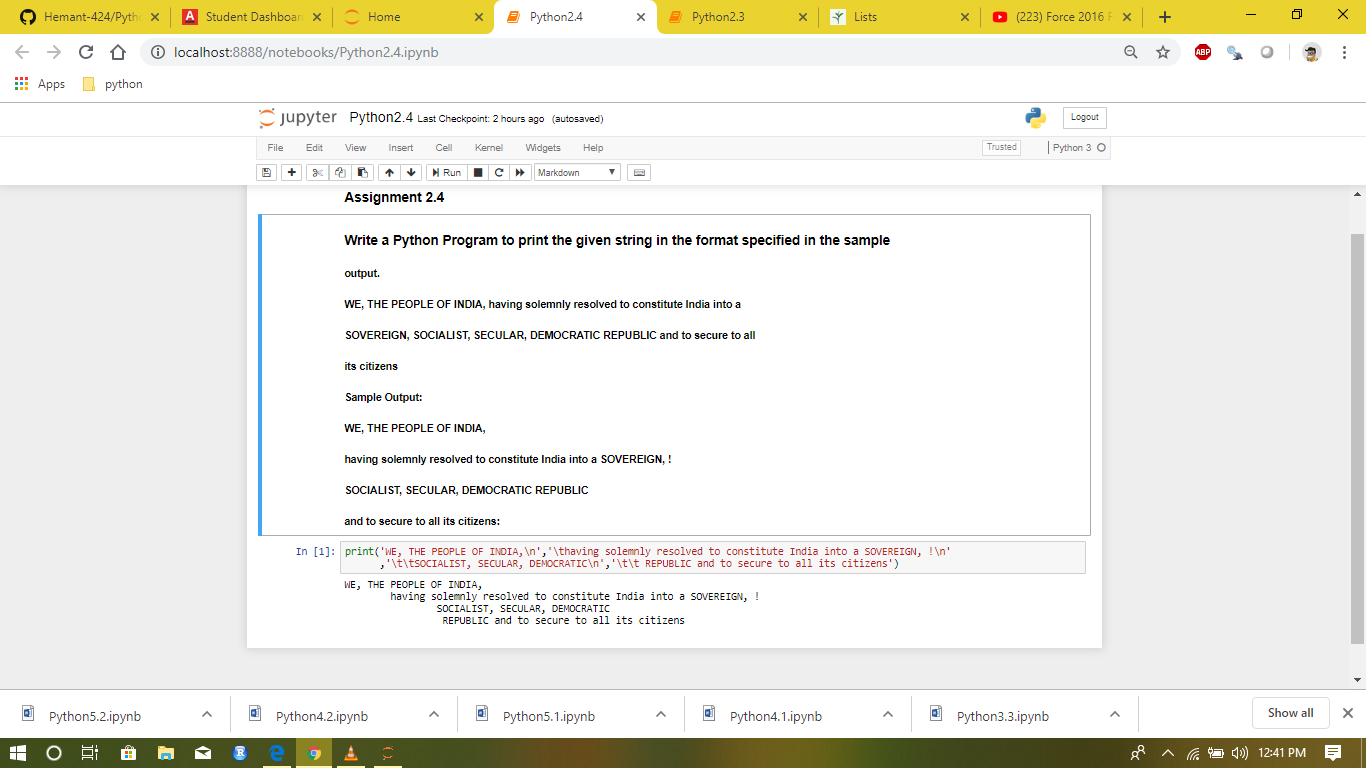 Hemant-424/Pytho
Student Dashboar
Home
Python2.4
Python2.3
Lists
(223) Force 2016 F
localhost:8888/notebooks/Python2.4.ipynb
ABP
Apps
python
jupyter Python2.4 Last Checkpoint: 2 hours ago (autosaved)
Logout
File Edit View Insert Cell Kernel Widgets Help
Trusted
Python 3
Run
Markdown
Assignment 2.4
Write a Python Program to print the given string in the format specified in the sample
output.
WE, THE PEOPLE OF INDIA, having solemnly resolved to constitute India into a
SOVEREIGN, SOCIALIST, SECULAR, DEMOCRATIC REPUBLIC and to secure to all
its citizens
Sample Output:
WE, THE PEOPLE OF INDIA,
having solemnly resolved to constitute India into a SOVEREIGN, !
SOCIALIST, SECULAR, DEMOCRATIC REPUBLIC
and to secure to all its citizens:
In [1]: print('WE, THE PEOPLE OF INDIA,\n','\thaving solemnly resolved to constitute India into a SOVEREIGN, !\n'
,'\t\tSOCIALIST, SECULAR, DEMOCRATIC\n','\t\t REPUBLIC and to secure to all its citizens')
WE, THE PEOPLE OF INDIA,
having solemnly resolved to constitute India into a SOVEREIGN, !
SOCIALIST, SECULAR, DEMOCRATIC
REPUBLIC and to secure to all its citizens
Python5.2.ipynb
Python4.2.ipynb
Python5.1.ipynb
Python4.1.ipynb
Python3.3.ipynb
Show all
12:41 PM